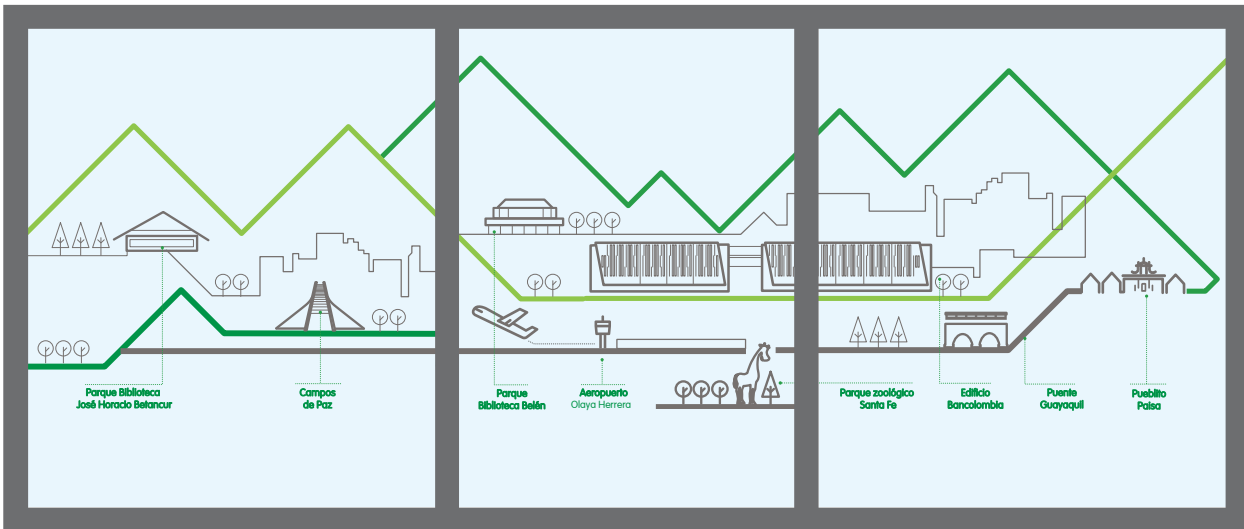 Parque Biblioteca
José Horacio Betancur
Campos
de Paz
Parque
Biblioteca Belén
Aeropuerto
Olaya Herrera
Parque zoológico
Santa Fe
Edificio
Bancolombia
Puente
Guayaquil
Pueblito
Paisa